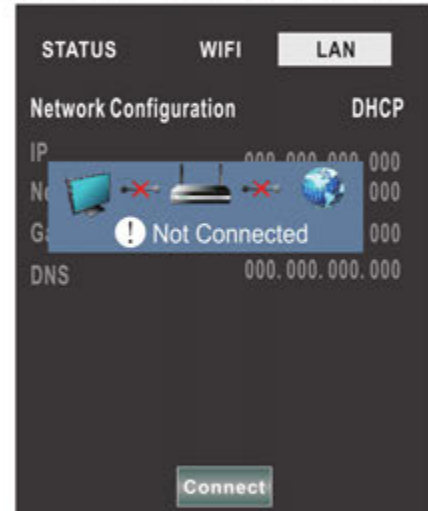 STATUS WIFI LAN
Network Configuration DHCP
IP 000. 000. 000. 000
000
! Not Connected
000
DNS 000. 000. 000. 000
Connect